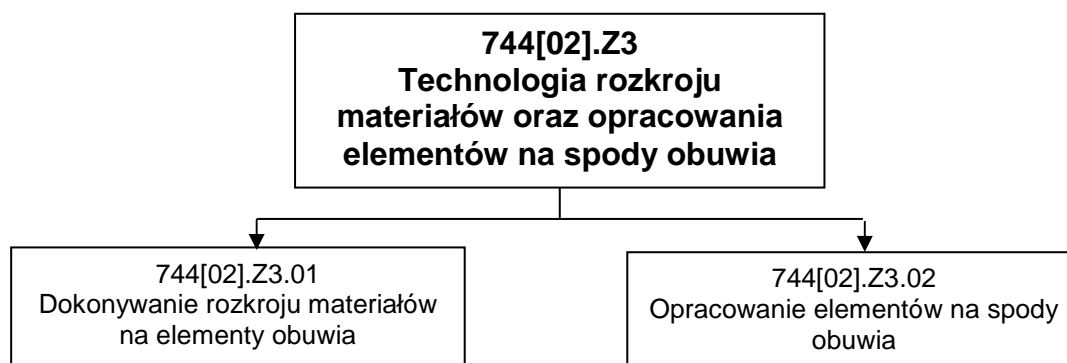 744[02].Z3
Technologia rozkroju
materiałów oraz opracowania
elementów na spody obuwia
744[02].Z3.01
Dokonywanie rozkroju materiałów
na elementy obuwia
744[02].Z3.02
Opracowanie elementów na spody
obuwia